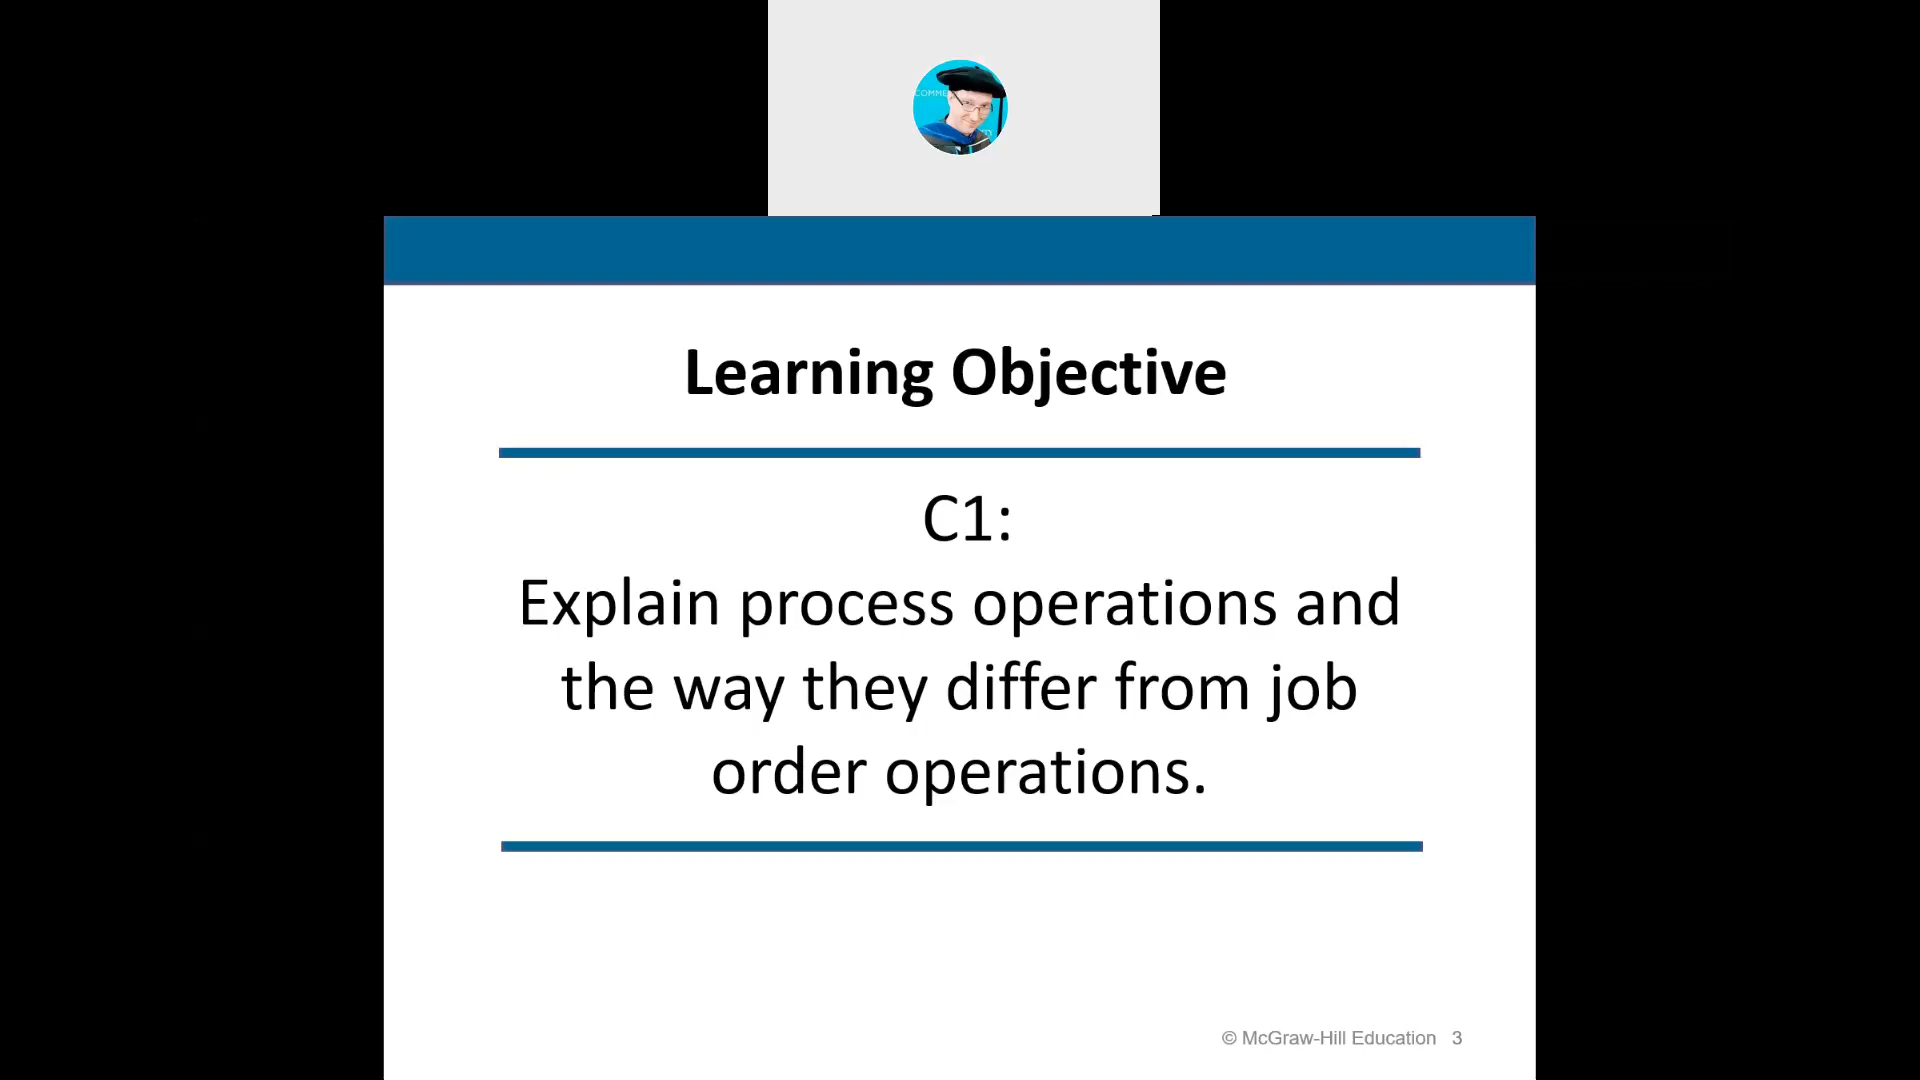 COMME
Learning Objective
C1:
Explain process operations and
the way they differ from job
order operations.
© McGraw-Hill Education 3